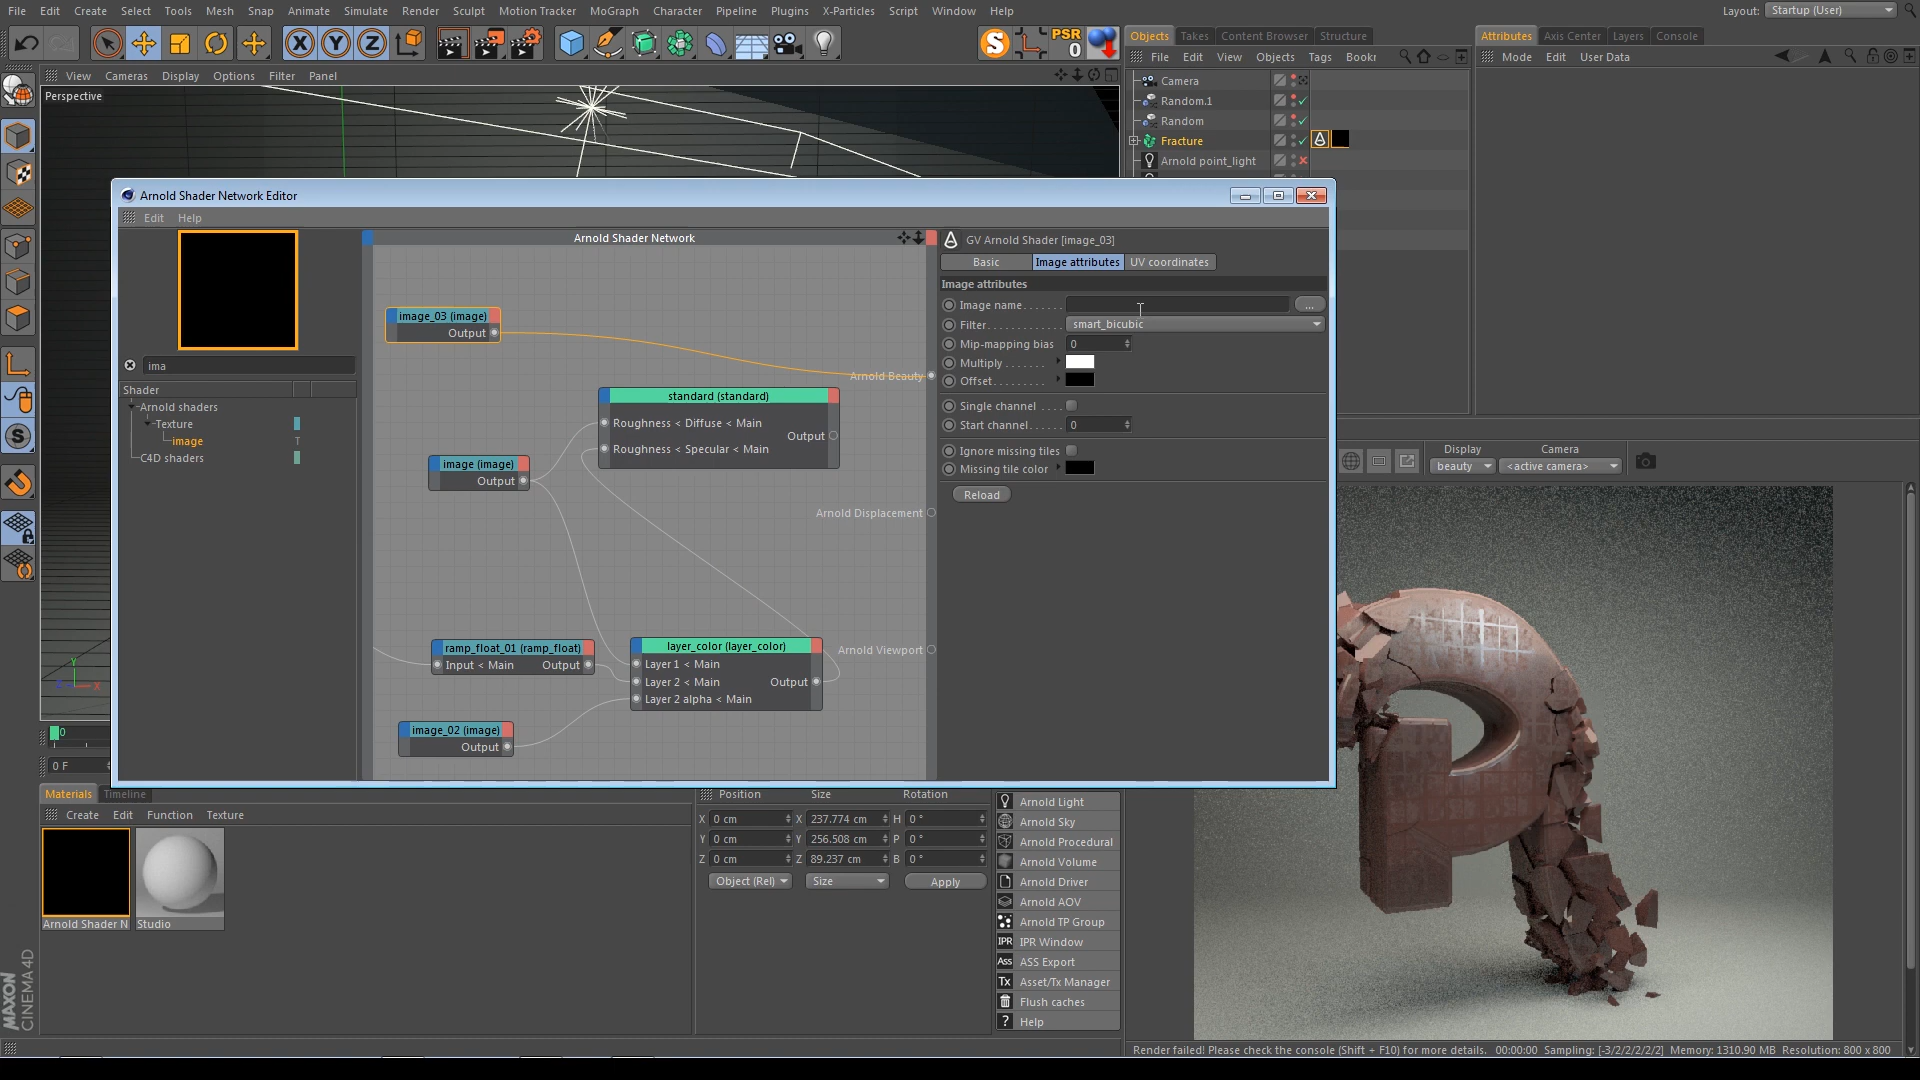 File Edit Create Select Tools Mesh Snap Animate Simulate Render Sculpt Motion Tracker MoGraph Character Pipeline Plugins X-Particles Script Window Help
Layout: Startup (User)
X Y Z
S
PSR
0
Objects Takes Content Browser Structure
File Edit View Objects Tags Bookr
Camera
Random.1
Random
Fracture
Arnold point_light
Attributes Axis Center Layers Console
Mode Edit User Data
View Cameras Display Options Filter Panel
Perspective
Arnold Shader Network Editor
Edit Help
ima
Shader
Arnold shaders
Texture
image T
C4D shaders
Arnold Shader Network
image_03 (image)
Output
Arnold Beauty
standard (standard)
Roughness < Diffuse < Main
Output
Roughness < Specular < Main
image (image)
Output
Arnold Displacement
ramp_float_01 (ramp_float)
Input < Main Output
layer_color (layer_color)
Layer 1 < Main
Layer 2 < Main Output
Layer 2 alpha < Main
Arnold Viewport
image_02 (image)
Output
GV Arnold Shader [image_03]
Basic Image attributes UV coordinates
Image attributes
Image name . . . . . . . ...
Filter . . . . . . . . . . . . smart_bicubic
Mip-mapping bias 0
Multiply . . . . . . .
Offset . . . . . . . .
Single channel . . . .
Start channel . . . . . 0
Ignore missing tiles
Missing tile color
Reload
Display Camera
beauty <active camera>
Y
X
0
0 F
Materials Timeline
Create Edit Function Texture
Arnold Shader N Studio
MAXON
CINEMA 4D
Position Size Rotation
X 0 cm X 237.774 cm H 0 °
Y 0 cm Y 256.508 cm P 0 °
Z 0 cm Z 89.237 cm B 0 °
Object (Rel) Size Apply
Arnold Light
Arnold Sky
Arnold Procedural
Arnold Volume
Arnold Driver
Arnold AOV
Arnold TP Group
IPR IPR Window
Ass ASS Export
Tx Asset/Tx Manager
Flush caches
? Help
Render failed! Please check the console (Shift + F10) for more details. 00:00:00 Sampling: [-3/2/2/2/2/2] Memory: 1310.90 MB Resolution: 800 x 800